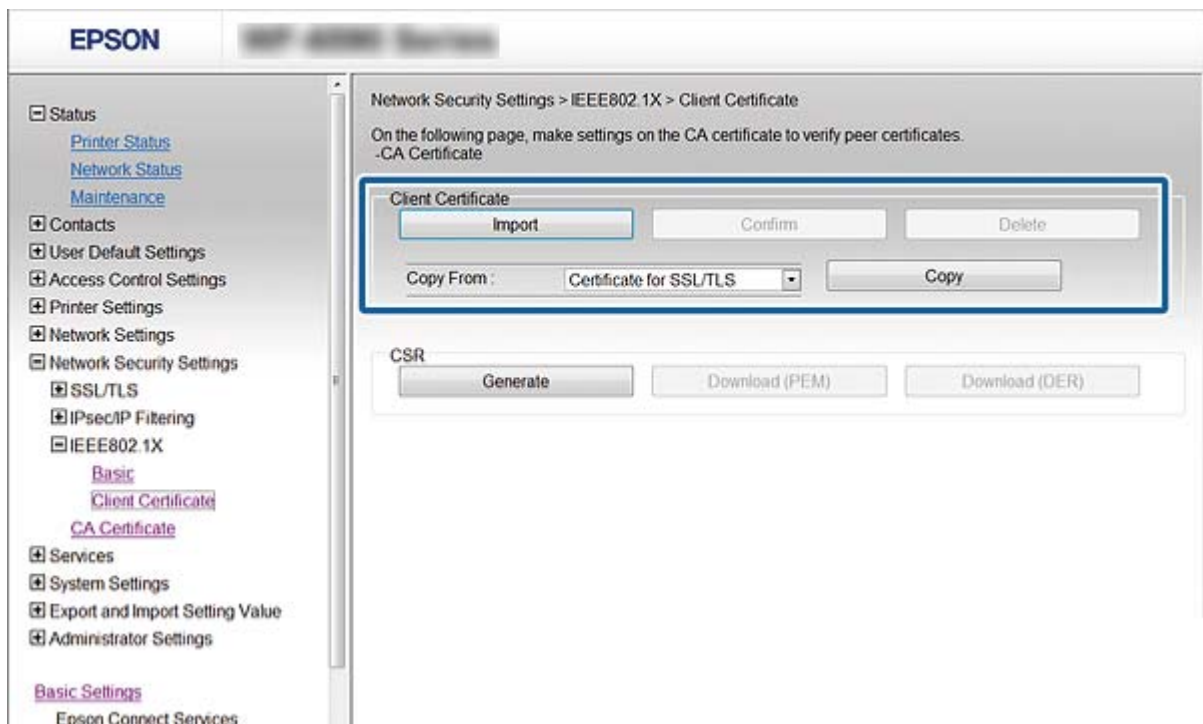 EPSON
Status
Printer Status
Network Status
Maintenance
Contacts
User Default Settings
Access Control Settings
Printer Settings
Network Settings
Network Security Settings
SSL/TLS
IPsec/IP Filtering
IEEE802.1X
Basic
Client Certificate
CA Certificate
Services
System Settings
Export and Import Setting Value
Administrator Settings
Basic Settings
Epson Connect Services
Network Security Settings > IEEE802.1X > Client Certificate
On the following page, make settings on the CA certificate to verify peer certificates.
-CA Certificate
Client Certificate
Import Confirm Delete
Copy From : Certificate for SSL/TLS Copy
CSR
Generate Download (PEM) Download (DER)